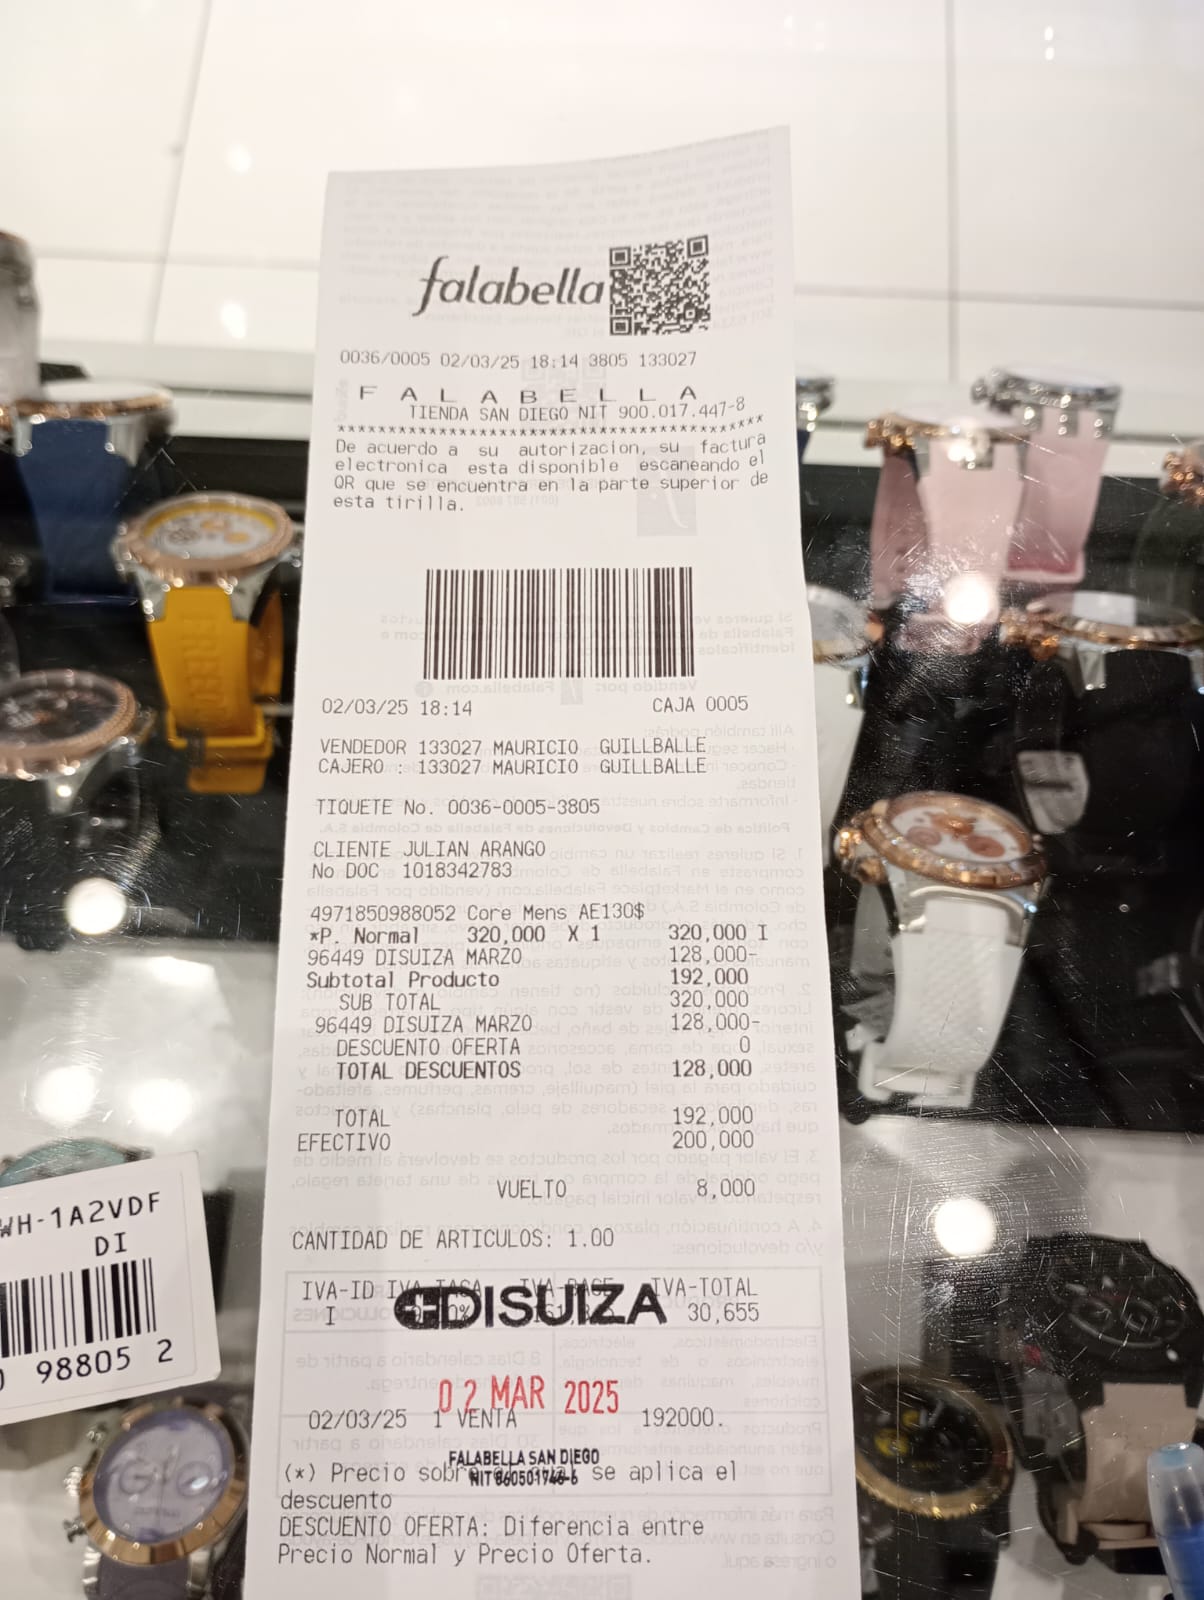 falabella
0036/0005 02/03/25 18:14 3805 133027
F A L A B E L L A
TIENDA SAN DIEGO NIT 900.017.447-8
De acuerdo a su autorizacion, su factura
electronica esta disponible escaneando el
QR que se encuentra en la parte superior de
esta tirilla.
02/03/25 18:14 CAJA 0005
VENDEDOR 133027 MAURICIO GUILLBALLE
CAJERO : 133027 MAURICIO GUILLBALLE
TIQUETE No. 0036-0005-3805
CLIENTE JULIAN ARANGO
No DOC 1018342783
4971850988052 Core Mens AE130$
*P. Normal 320,000 X 1 320,000 I
96449 DISUIZA MARZO 128,000-
Subtotal Producto 192,000
SUB TOTAL 320,000
96449 DISUIZA MARZO 128,000-
DESCUENTO OFERTA 0
TOTAL DESCUENTOS 128,000
TOTAL 192,000
EFECTIVO 200,000
VUELTO 8,000
CANTIDAD DE ARTICULOS: 1.00
IVA-ID IVA-TASA IVA-BASE IVA-TOTAL
I 30,655
DISUIZA
02 MAR 2025
02/03/25 1 VENTA 192000.
FALABELLA SAN DIEGO
NIT 860501748-6
(*) Precio sobre se aplica el
descuento
DESCUENTO OFERTA: Diferencia entre
Precio Normal y Precio Oferta.
WH-1A2VDF
DI
98805 2